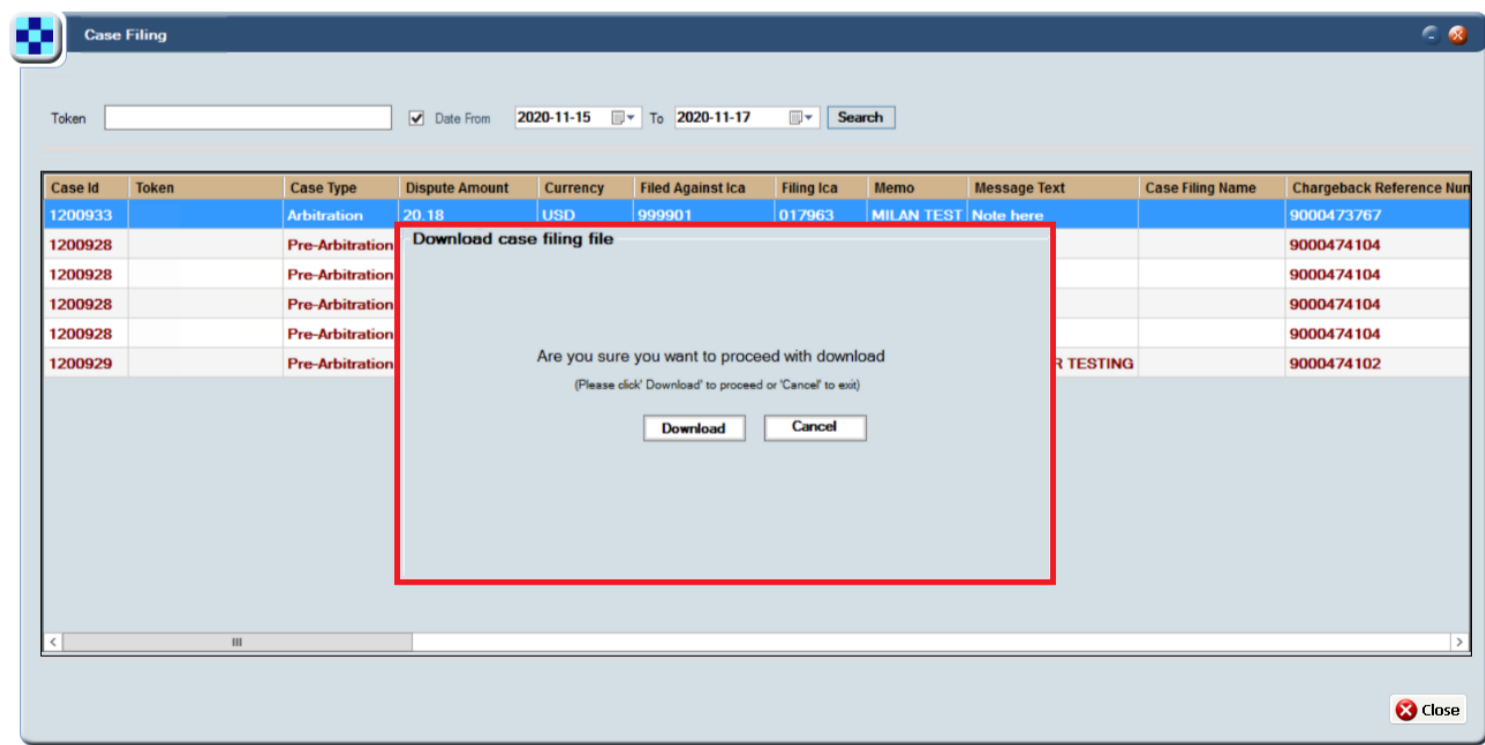 Case Filing
Token Date From 2020-11-15 To 2020-11-17 Search
Case Id Token Case Type Dispute Amount Currency Filed Against Ica Filing Ica Memo Message Text Case Filing Name Chargeback Reference Num
1200933 Arbitration 20.18 USD 999901 017963 MILAN TEST Note here 9000473767
1200928 Pre-Arbitration 9000474104
1200928 Pre-Arbitration 9000474104
1200928 Pre-Arbitration 9000474104
1200928 Pre-Arbitration 9000474104
1200929 Pre-Arbitration R TESTING 9000474102
Download case filing file
Are you sure you want to proceed with download
(Please click' Download' to proceed or 'Cancel' to exit)
Download Cancel
Close